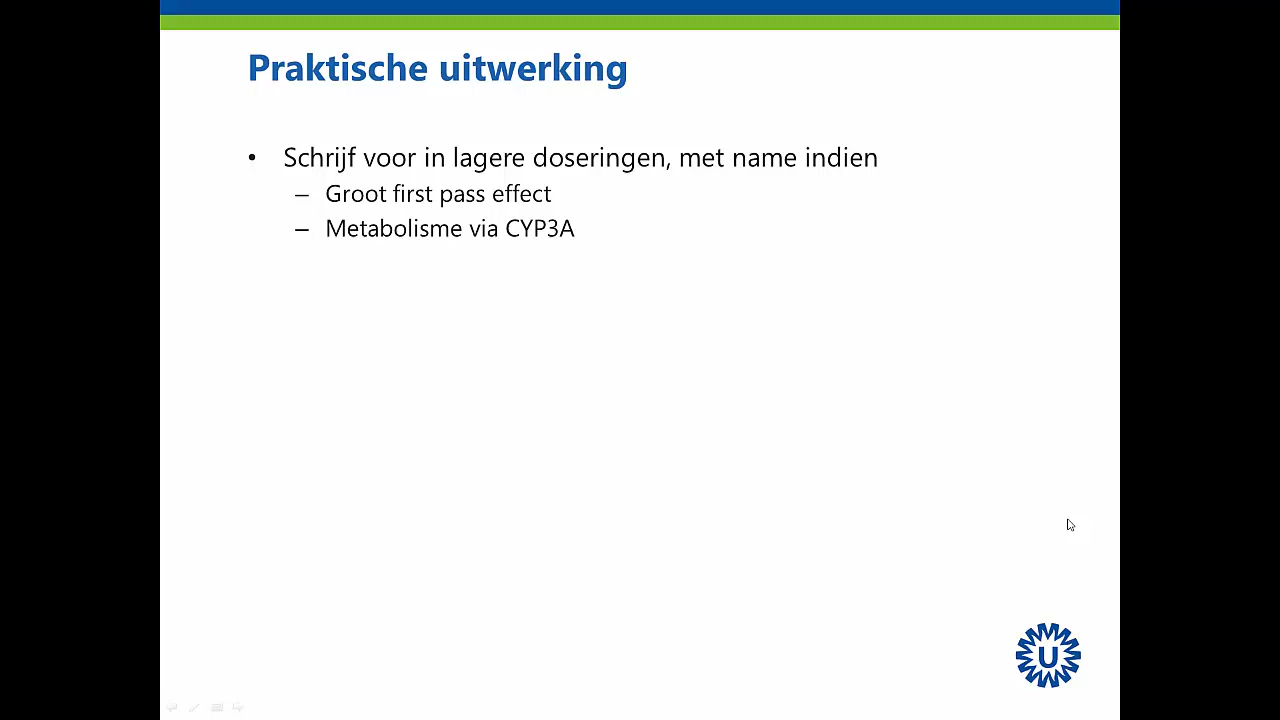 Praktische uitwerking
• Schrijf voor in lagere doseringen, met name indien
– Groot first pass effect
– Metabolisme via CYP3A
U